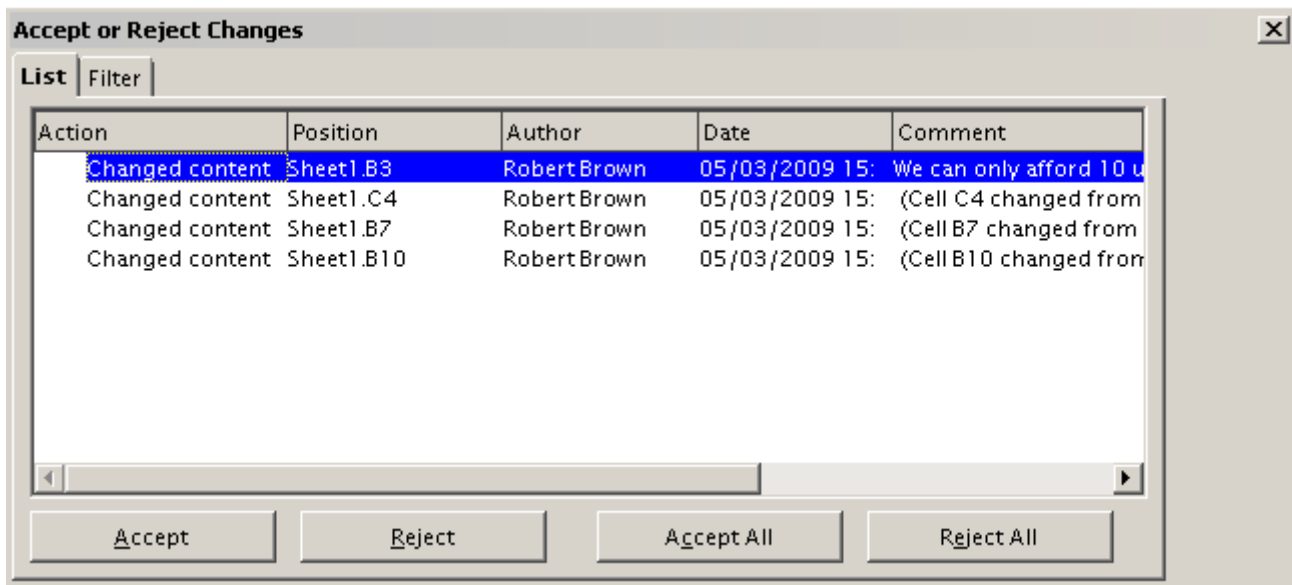 Accept or Reject Changes
List Filter
Action Position Author Date Comment
Changed content Sheet1.B3 Robert Brown 05/03/2009 15: We can only afford 10 u
Changed content Sheet1.C4 Robert Brown 05/03/2009 15: (Cell C4 changed from
Changed content Sheet1.B7 Robert Brown 05/03/2009 15: (Cell B7 changed from
Changed content Sheet1.B10 Robert Brown 05/03/2009 15: (Cell B10 changed from
Accept Reject Accept All Reject All